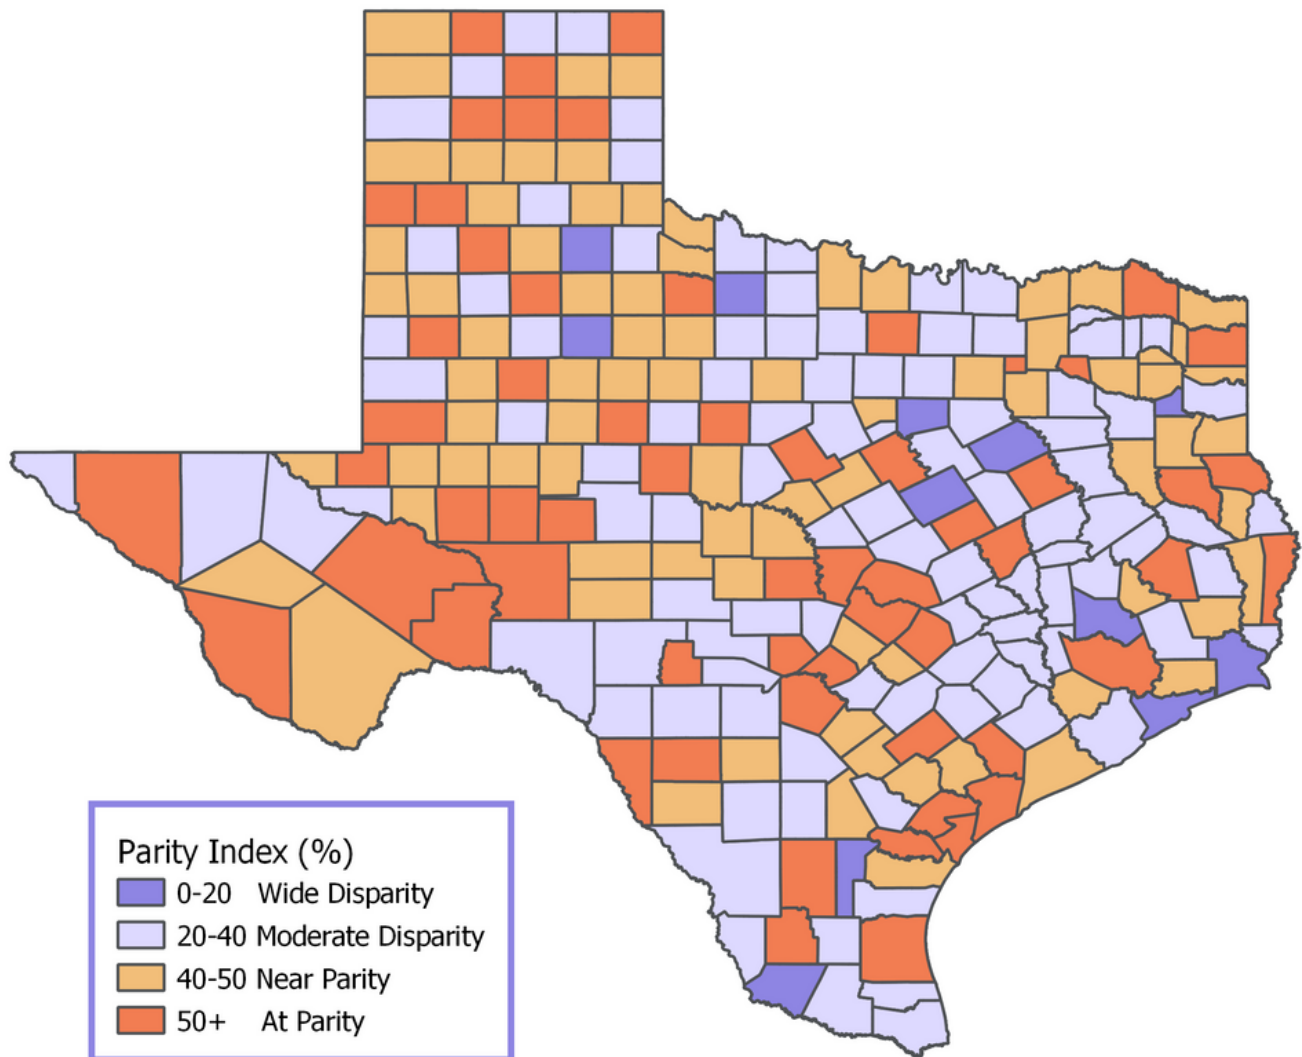 Parity Index (%)
0-20 Wide Disparity
20-40 Moderate Disparity
40-50 Near Parity
50+ At Parity